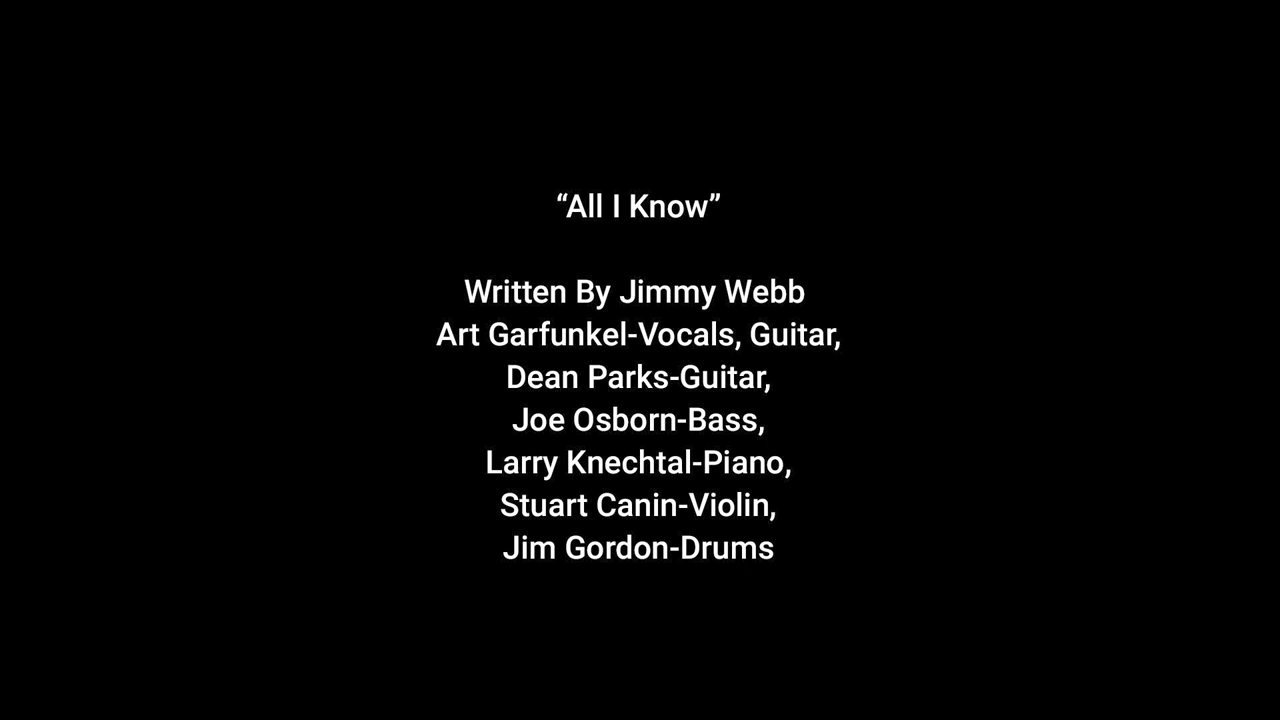 “All I Know”
Written By Jimmy Webb
Art Garfunkel-Vocals, Guitar,
Dean Parks-Guitar,
Joe Osborn-Bass,
Larry Knechtal-Piano,
Stuart Canin-Violin,
Jim Gordon-Drums